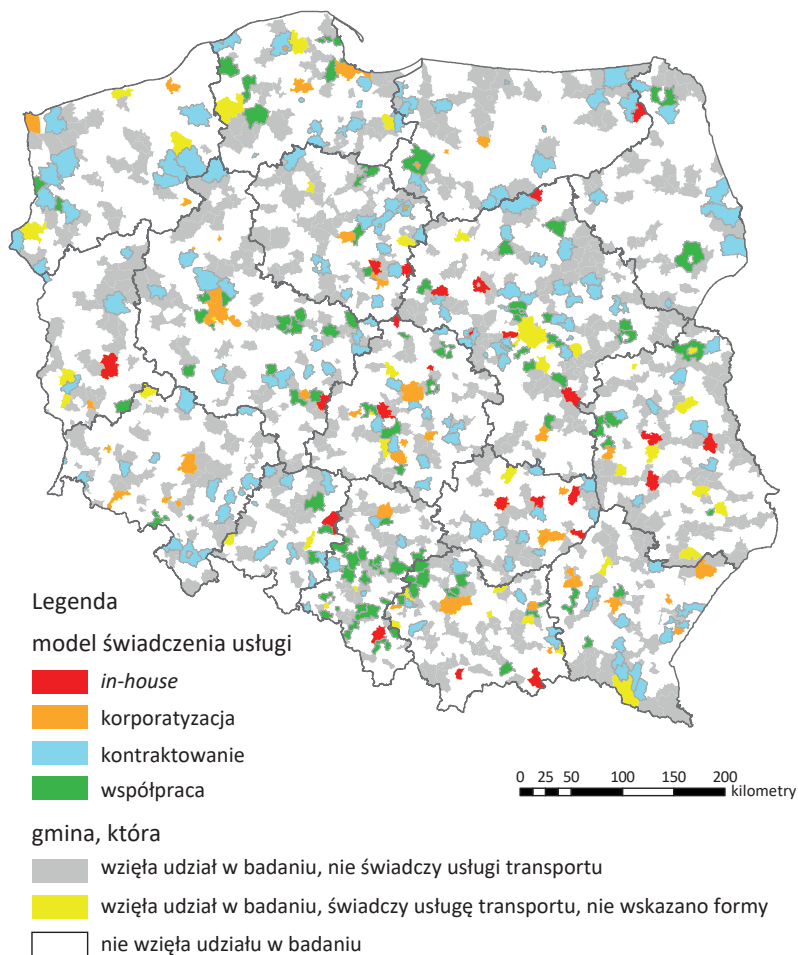 Legenda
model świadczenia usługi
in-house
korporatyzacja
kontraktowanie
współpraca
0 25 50 100 150 200
kilometry
gmina, która
wzięła udział w badaniu, nie świadczy usługi transportu
wzięła udział w badaniu, świadczy usługę transportu, nie wskazano formy
nie wzięła udziału w badaniu